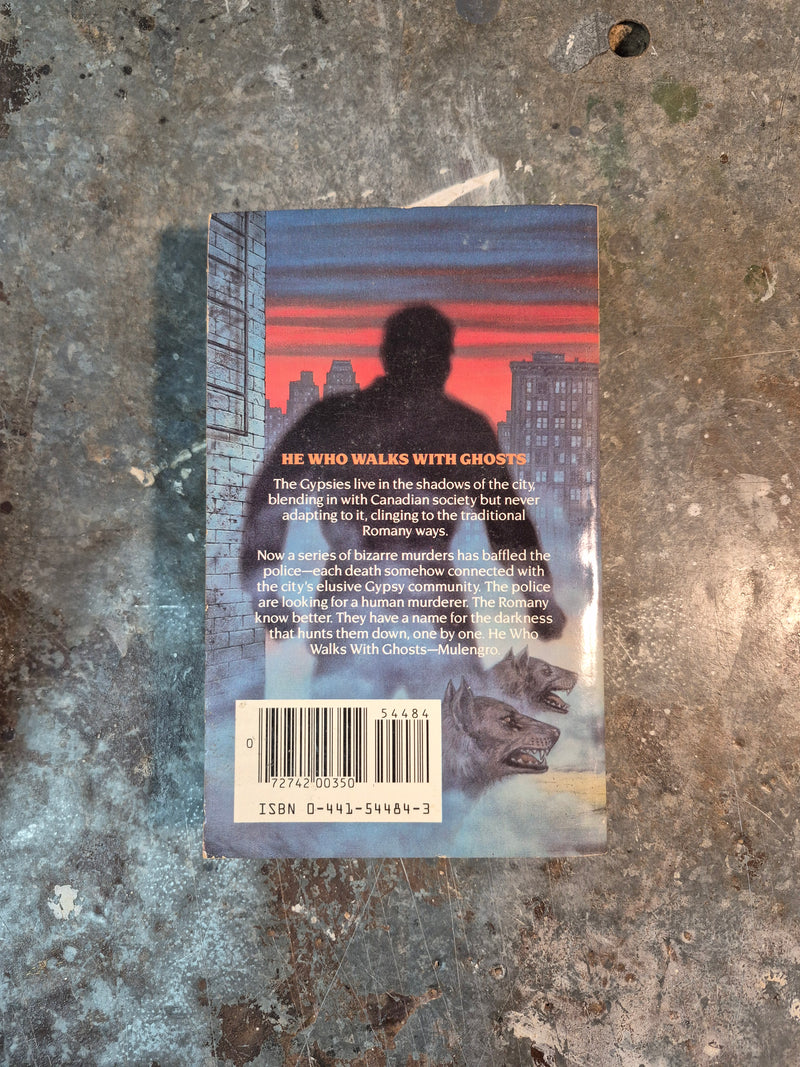 HE WHO WALKS WITH GHOSTS
The Gypsies live in the shadows of the city,
blending in with Canadian society but never
adapting to it, clinging to the traditional
Romany ways.
Now a series of bizarre murders has baffled the
police—each death somehow connected with
the city's elusive Gypsy community. The police
are looking for a human murderer. The Romany
know better. They have a name for the darkness
that hunts them down, one by one. He Who
Walks With Ghosts—Mulengro.
54484
0
72742 00350
ISBN 0-441-54484-3